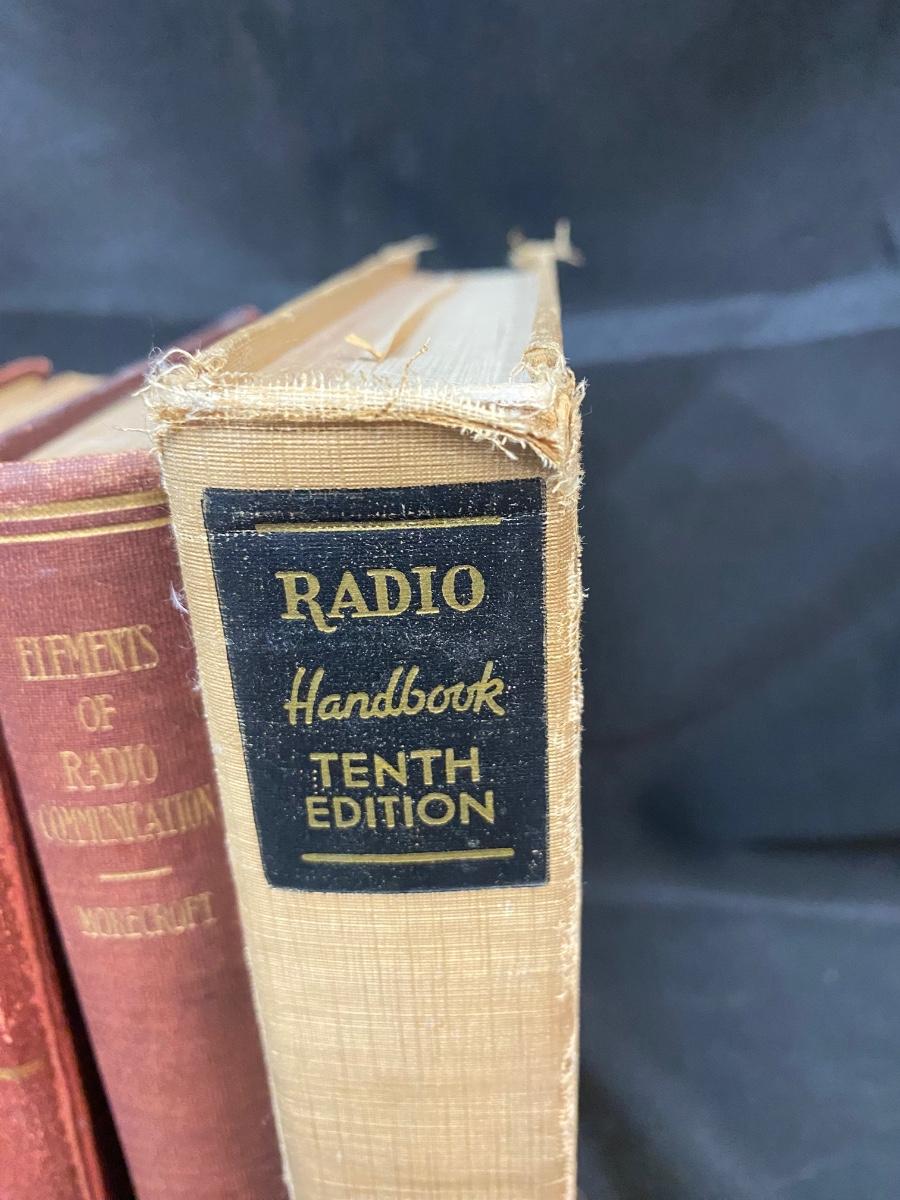 ELEMENTS
OF
RADIO
COMMUNICATION
MORECROFT
RADIO
Handbook
TENTH
EDITION